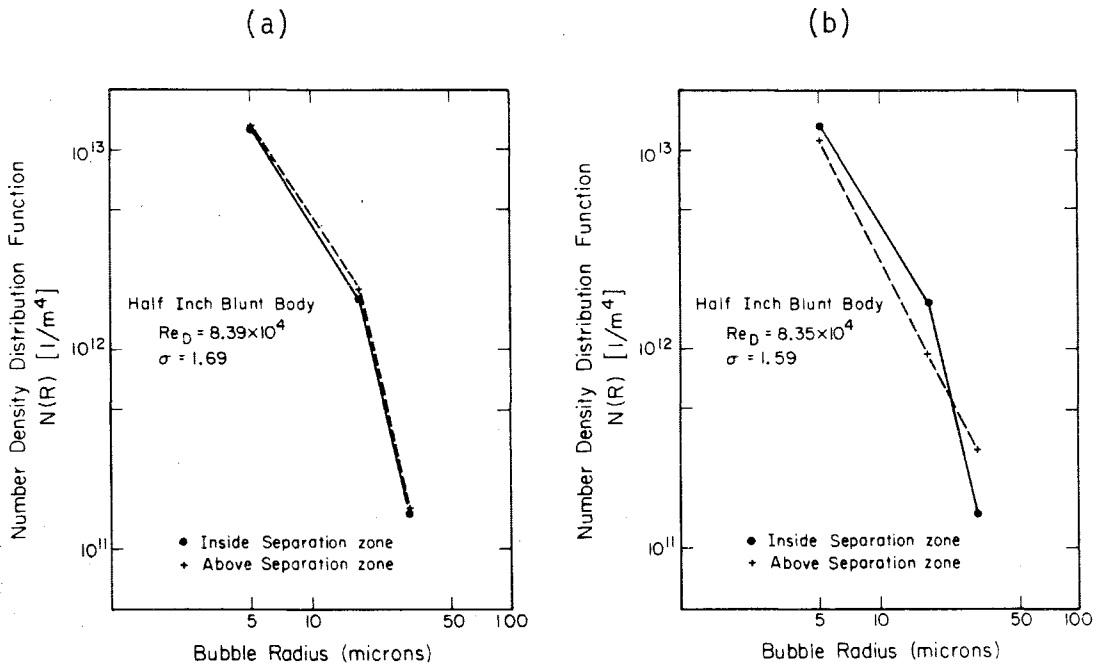 (a)
Number Density Distribution Function
N(R) [1/m⁴]
10¹³
10¹²
10¹¹
Half Inch Blunt Body
Re_D = 8.39×10⁴
σ = 1.69
● Inside Separation zone
+ Above Separation zone
5 10 50 100
Bubble Radius (microns)
(b)
Number Density Distribution Function
N(R) [1/m⁴]
10¹³
10¹²
10¹¹
Half Inch Blunt Body
Re_D = 8.35×10⁴
σ = 1.59
● Inside Separation zone
+ Above Separation zone
5 10 50 100
Bubble Radius (microns)